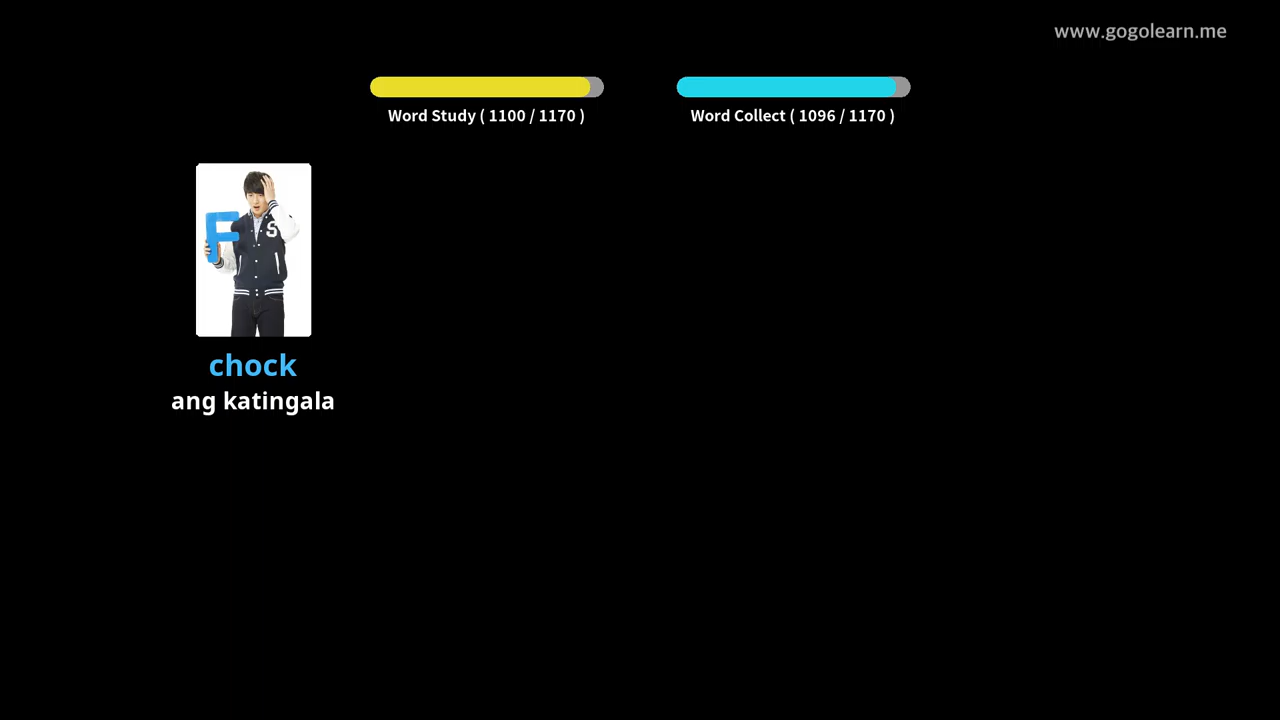 www.gogolearn.me
Word Study ( 1100 / 1170 )
Word Collect ( 1096 / 1170 )
F
S
chock
ang katingala